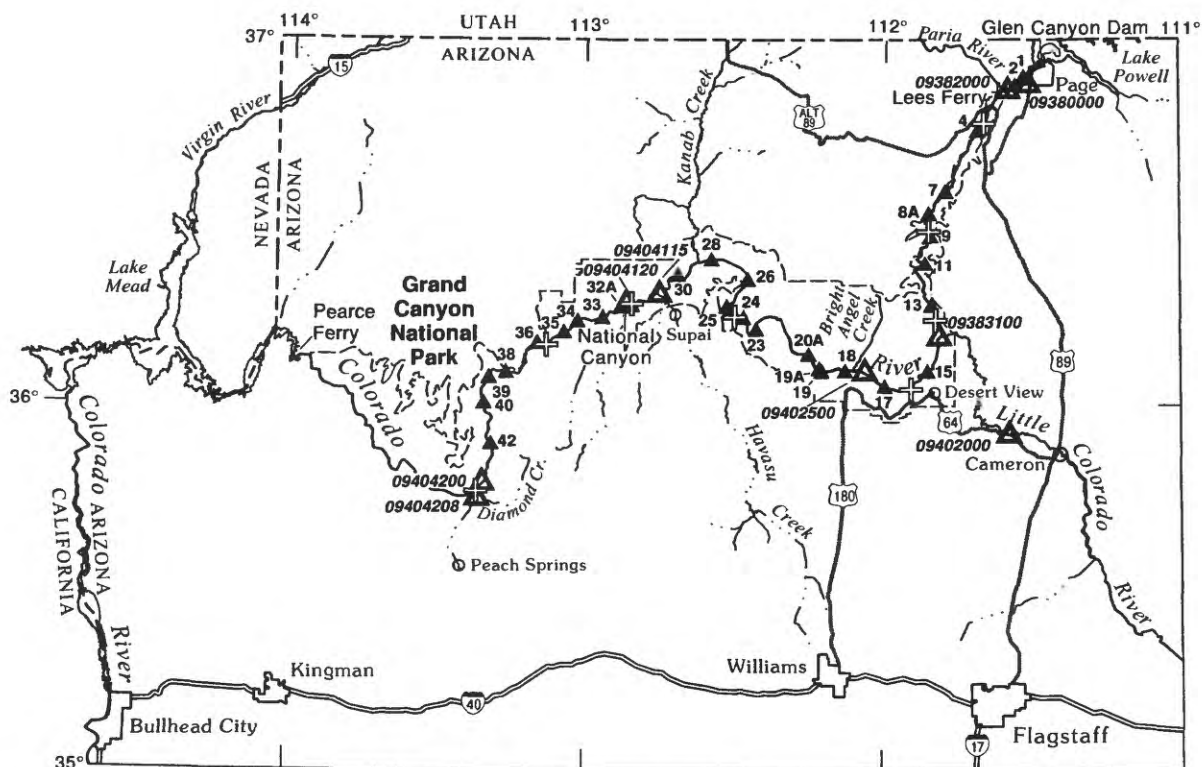 114°
UTAH
113°
112°
Glen Canyon Dam
111°
37°
ARIZONA
Paria
River
Lake
Powell
15
ALT
89
09382000
2
1
Page
Lees Ferry
09380000
4
Virgin River
Kanab Creek
NEVADA
ARIZONA
7
8A
9
11
13
09383100
Lake
Mead
Pearce
Ferry
Grand
Canyon
National
Park
09404115
09404120
28
26
32A
30
33
34
35
36
National
Canyon
Supai
24
25
23
Bright
Angel
Creek
20A
18
River
15
19A
19
17
Desert View
38
39
40
42
36°
Colorado
09402500
64
Little
09402000
Cameron
89
Colorado
River
09404200
09404208
Diamond Cr.
Havasu
Creek
180
Peach Springs
Colorado
River
ARIZONA
CALIFORNIA
Kingman
Williams
40
Bullhead City
Flagstaff
17
35°